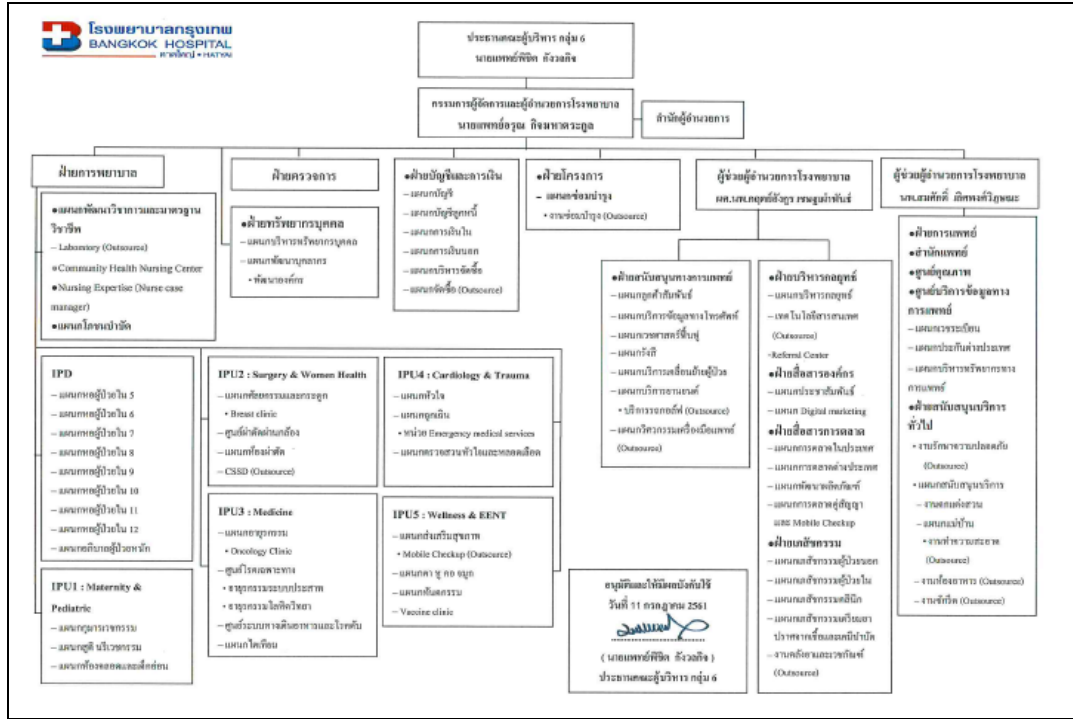 โรงพยาบาลกรุงเทพ
BANGKOK HOSPITAL
หาดใหญ่ • HATYAI
ประธานคณะผู้บริหาร กลุ่ม 6
นายแพทย์พิชิต กังวลกิจ
กรรมการผู้จัดการและผู้อำนวยการโรงพยาบาล
นายแพทย์อรุณ กิจมหาตระกูล
สำนักผู้อำนวยการ
ฝ่ายการพยาบาล
●แผนกพัฒนาวิชาการและมาตรฐาน
วิชาชีพ
– Laboratory (Outsource)
●Community Health Nursing Center
●Nursing Expertise (Nurse case
manager)
●แผนกโภชนบำบัด
IPD
– แผนกหอผู้ป่วยใน 5
– แผนกหอผู้ป่วยใน 6
– แผนกหอผู้ป่วยใน 7
– แผนกหอผู้ป่วยใน 8
– แผนกหอผู้ป่วยใน 9
– แผนกหอผู้ป่วยใน 10
– แผนกหอผู้ป่วยใน 11
– แผนกหอผู้ป่วยใน 12
– แผนกอภิบาลผู้ป่วยหนัก
IPU1 : Maternity &
Pediatric
– แผนกกุมารเวชกรรม
– แผนกสูติ นรีเวชกรรม
– แผนกห้องคลอดและเด็กอ่อน
IPU2 : Surgery & Women Health
– แผนกศัลยกรรมและกระดูก
• Breast clinic
– ศูนย์ผ่าตัดผ่านกล้อง
– แผนกห้องผ่าตัด
– CSSD (Outsource)
IPU3 : Medicine
– แผนกอายุรกรรม
• Oncology Clinic
– ศูนย์โรคเฉพาะทาง
• อายุรกรรมระบบประสาท
• อายุรกรรมโลหิตวิทยา
– ศูนย์ระบบทางเดินอาหารและโรคตับ
– แผนกไตเทียม
IPU4 : Cardiology & Trauma
– แผนกหัวใจ
– แผนกฉุกเฉิน
• หน่วย Emergency medical services
– แผนกตรวจสวนหัวใจและหลอดเลือด
IPU5 : Wellness & EENT
– แผนกส่งเสริมสุขภาพ
• Mobile Checkup (Outsource)
– แผนกตา หู คอ จมูก
– แผนกทันตกรรม
– Vaccine clinic
ฝ่ายตรวจการ
●ฝ่ายทรัพยากรบุคคล
– แผนกบริหารทรัพยากรบุคคล
– แผนกพัฒนาบุคลากร
• พัฒนาองค์กร
●ฝ่ายบัญชีและการเงิน
– แผนกบัญชี
– แผนกบัญชีลูกหนี้
– แผนกการเงินใน
– แผนกการเงินนอก
– แผนกบริหารจัดซื้อ
– แผนกจัดซื้อ (Outsource)
●ฝ่ายโครงการ
– แผนกซ่อมบำรุง
• งานซ่อมบำรุง (Outsource)
ผู้ช่วยผู้อำนวยการโรงพยาบาล
●ฝ่ายสนับสนุนทางการแพทย์
– แผนกลูกค้าสัมพันธ์
– แผนกบริการข้อมูลทางโทรศัพท์
– แผนกเวชศาสตร์ฟื้นฟู
– แผนกรังสี
– แผนกบริการเคลื่อนย้ายผู้ป่วย
– แผนกบริการยานยนต์
• บริการรถกอล์ฟ (Outsource)
– แผนกวิศวกรรมเครื่องมือแพทย์
(Outsource)
●ฝ่ายบริหารกลยุทธ์
– แผนกบริหารกลยุทธ์
– เทคโนโลยีสารสนเทศ
(Outsource)
-Referral Center
●ฝ่ายสื่อสารองค์กร
– แผนกประชาสัมพันธ์
– แผนก Digital marketing
●ฝ่ายสื่อสารการตลาด
– แผนกการตลาดในประเทศ
– แผนกการตลาดต่างประเทศ
– แผนกพัฒนาผลิตภัณฑ์
– แผนกการตลาดคู่สัญญา
และ Mobile Checkup
●ฝ่ายเภสัชกรรม
– แผนกเภสัชกรรมผู้ป่วยนอก
– แผนกเภสัชกรรมผู้ป่วยใน
– แผนกเภสัชกรรมคลินิก
– แผนกเภสัชกรรมเตรียมยา
ปราศจากเชื้อและเคมีบำบัด
– งานคลังยาและเวชภัณฑ์
(Outsource)
ผู้ช่วยผู้อำนวยการโรงพยาบาล
นพ.สมศักดิ์
●ฝ่ายการแพทย์
●สำนักแพทย์
●ศูนย์คุณภาพ
●ศูนย์บริการข้อมูลทาง
การแพทย์
– แผนกเวชระเบียน
– แผนกประกันต่างประเทศ
– แผนกบริหารทรัพยากรทาง
การแพทย์
●ฝ่ายสนับสนุนบริการ
ทั่วไป
• งานรักษาความปลอดภัย
(Outsource)
• แผนกสนับสนุนบริการ
– งานตกแต่งสวน
– แผนกแม่บ้าน
• งานทำความสะอาด
(Outsource)
– งานห้องอาหาร (Outsource)
– งานซักรีด (Outsource)
อนุมัติและให้มีผลบังคับใช้
วันที่ 11 กรกฎาคม 2561
( นายแพทย์พิชิต กังวลกิจ )
ประธานคณะผู้บริหาร กลุ่ม 6